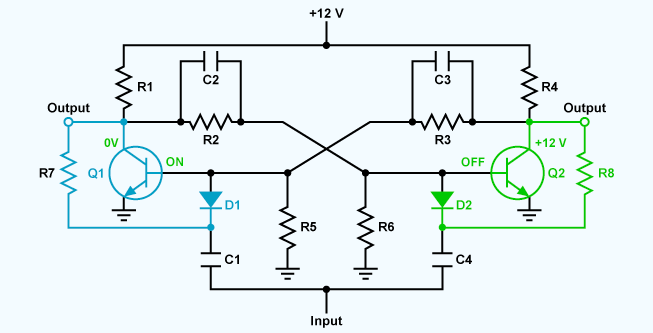 +12 V
C2
C3
R1
R4
Output
Output
R2
R3
0V
+12 V
ON
OFF
R7
Q1
Q2
R8
D1
D2
R5
R6
C1
C4
Input